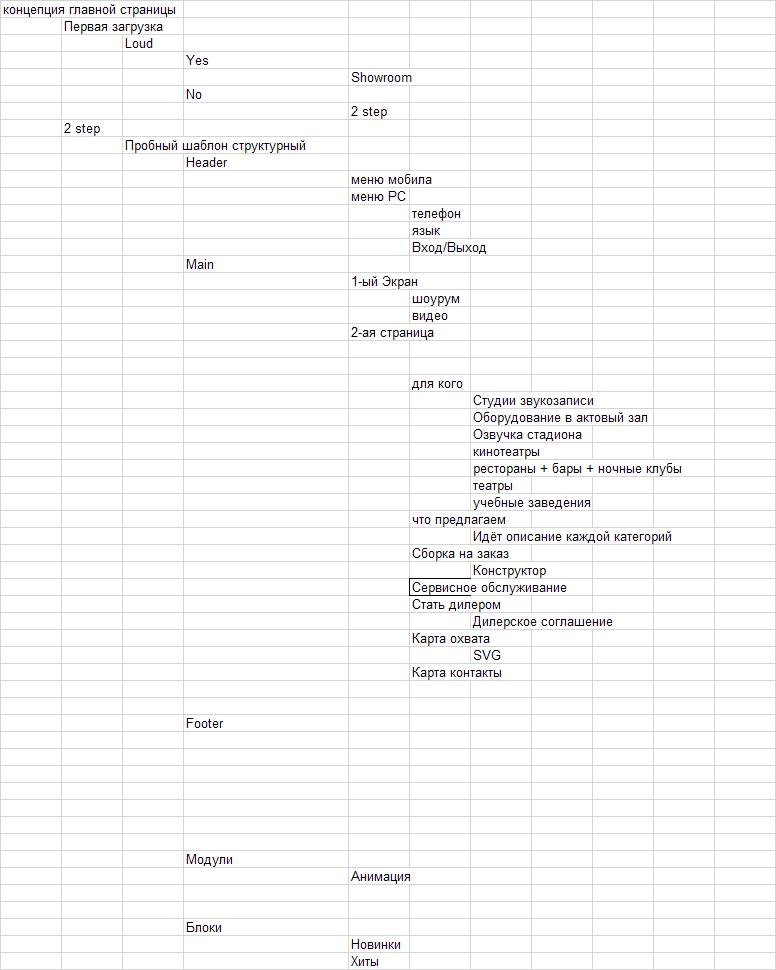 концепция главной страницы
Первая загрузка
Loud
Yes
Showroom
No
2 step
2 step
Пробный шаблон структурный
Header
меню мобила
меню PC
телефон
язык
Вход/Выход
Main
1-ый Экран
шоурум
видео
2-ая страница
для кого
Студии звукозаписи
Оборудование в актовый зал
Озвучка стадиона
кинотеатры
рестораны + бары + ночные клубы
театры
учебные заведения
что предлагаем
Идёт описание каждой категорий
Сборка на заказ
Конструктор
Сервисное обслуживание
Стать дилером
Дилерское соглашение
Карта охвата
SVG
Карта контакты
Footer
Модули
Анимация
Блоки
Новинки
Хиты